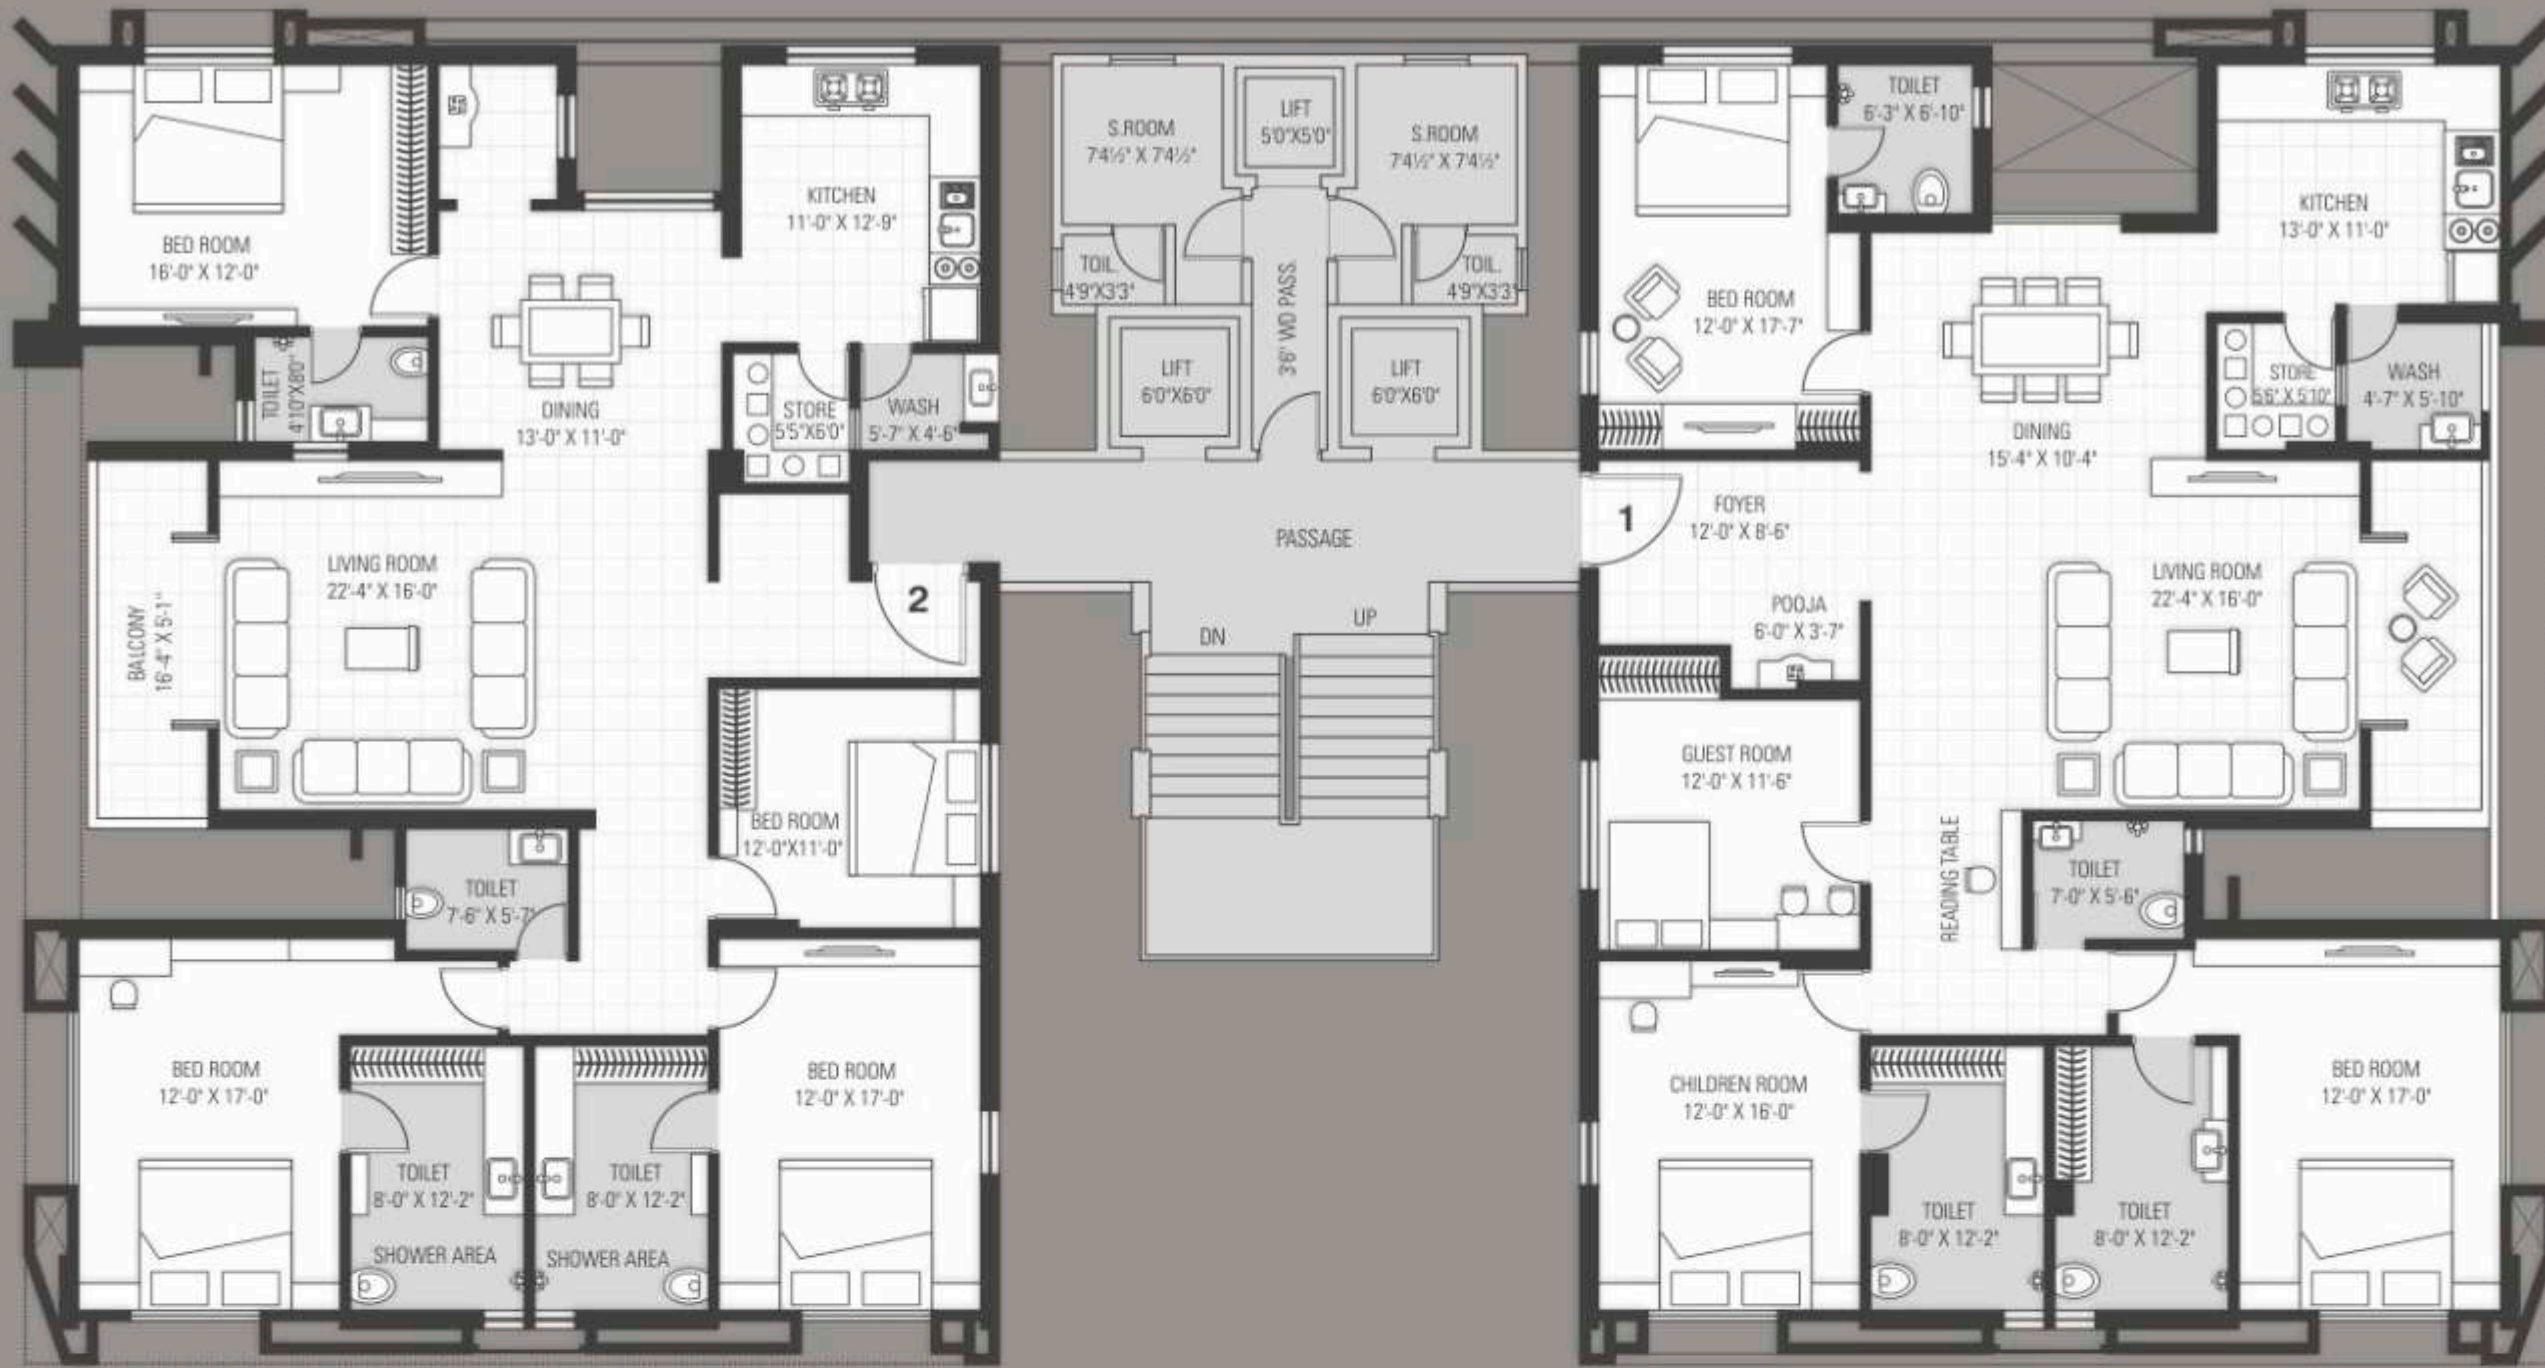 BED ROOM
16'-0" X 12'-0"
KITCHEN
11'-0" X 12'-9"
TOILET
4'10"X8'0"
DINING
13'-0" X 11'-0"
STORE
5'5"X6'0"
WASH
5'-7" X 4'-6"
LIVING ROOM
22'-4" X 16'-0"
BALCONY
16'-4" X 5'-1"
2
BED ROOM
12'-0"X11'-0"
TOILET
7'-6" X 5'-7"
BED ROOM
12'-0" X 17'-0"
BED ROOM
12'-0" X 17'-0"
TOILET
8'-0" X 12'-2"
SHOWER AREA
TOILET
8'-0" X 12'-2"
SHOWER AREA
S.ROOM
7'4½" X 7'4½"
LIFT
5'0"X5'0"
S.ROOM
7'4½" X 7'4½"
TOIL.
4'9"X3'3"
3'6" WD PASS.
TOIL.
4'9"X3'3"
LIFT
6'0"X6'0"
LIFT
6'0"X6'0"
PASSAGE
DN
UP
TOILET
6'-3" X 6'-10"
KITCHEN
13'-0" X 11'-0"
BED ROOM
12'-0" X 17'-7"
STORE
5'6" X 5'10"
WASH
4'-7" X 5'-10"
DINING
15'-4" X 10'-4"
1
FOYER
12'-0" X 8'-6"
POOJA
6'-0" X 3'-7"
LIVING ROOM
22'-4" X 16'-0"
GUEST ROOM
12'-0" X 11'-6"
READING TABLE
TOILET
7'-0" X 5'-6"
CHILDREN ROOM
12'-0" X 16'-0"
BED ROOM
12'-0" X 17'-0"
TOILET
8'-0" X 12'-2"
TOILET
8'-0" X 12'-2"